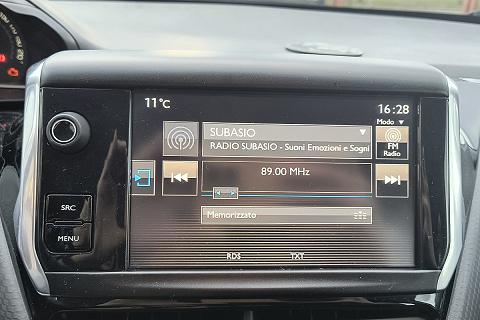 11°C
16:28
Modo ▼
SUBASIO ▼
RADIO SUBASIO - Suoni Emozioni e Sogni
FM
Radio
89.00 MHz
SRC
MENU
Memorizzato
RDS TXT